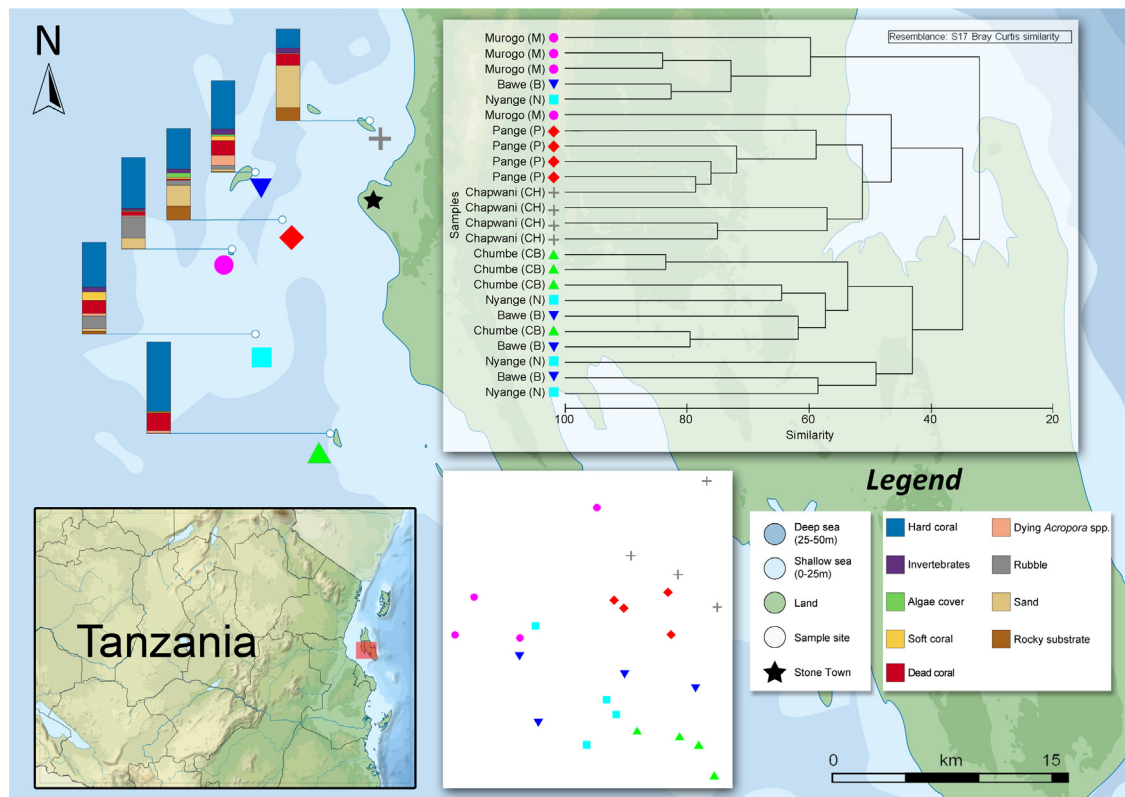 N
Resemblance: S17 Bray Curtis similarity
Samples
Murogo (M)
Murogo (M)
Murogo (M)
Bawe (B)
Nyange (N)
Murogo (M)
Pange (P)
Pange (P)
Pange (P)
Pange (P)
Chapwani (CH)
Chapwani (CH)
Chapwani (CH)
Chapwani (CH)
Chumbe (CB)
Chumbe (CB)
Chumbe (CB)
Nyange (N)
Bawe (B)
Chumbe (CB)
Bawe (B)
Nyange (N)
Bawe (B)
Nyange (N)
100 80 60 40 20
Similarity
Tanzania
Legend
Deep sea
(25-50m)
Shallow sea
(0-25m)
Land
Sample site
Stone Town
Hard coral
Invertebrates
Algae cover
Soft coral
Dead coral
Dying Acropora spp.
Rubble
Sand
Rocky substrate
0 km 15